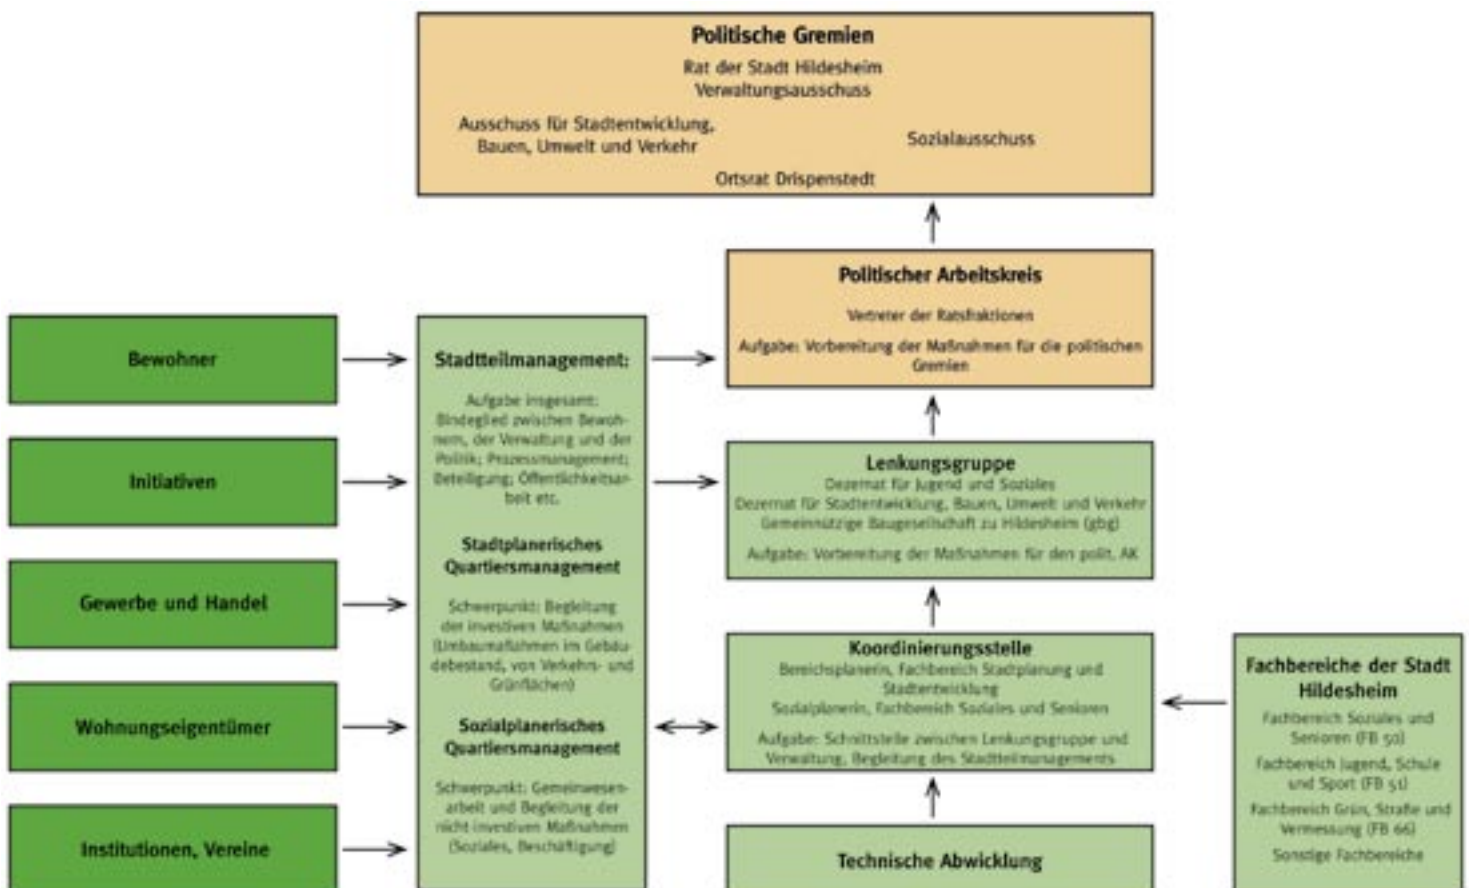 Politische Gremien
Rat der Stadt Hildesheim
Verwaltungsausschuss
Ausschuss für Stadtentwicklung,
Bauen, Umwelt und Verkehr
Sozialausschuss
Ortsrat Drispenstedt
Politischer Arbeitskreis
Vertreter der Ratsfraktionen
Aufgabe: Vorbereitung der Maßnahmen für die politischen
Gremien
Bewohner
Initiativen
Gewerbe und Handel
Wohnungseigentümer
Institutionen, Vereine
Stadtteilmanagement:
Aufgabe insgesamt:
Bindeglied zwischen Bewoh-
nern, der Verwaltung und der
Politik; Prozessmanagement;
Beteiligung; Öffentlichkeitsar-
beit etc.
Stadtplanerisches
Quartiersmanagement
Schwerpunkt: Begleitung
der investiven Maßnahmen
(Umbaumaßnahmen im Gebäu-
debestand, von Verkehrs- und
Grünflächen)
Sozialplanerisches
Quartiersmanagement
Schwerpunkt: Gemeinwesen-
arbeit und Begleitung der
nicht investiven Maßnahmen
(Soziales, Beschäftigung)
Lenkungsgruppe
Dezernat für Jugend und Soziales
Dezernat für Stadtentwicklung, Bauen, Umwelt und Verkehr
Gemeinnützige Baugesellschaft zu Hildesheim (gbg)
Aufgabe: Vorbereitung der Maßnahmen für den polit. AK
Koordinierungsstelle
Bereichsplanerin, Fachbereich Stadtplanung und
Stadtentwicklung
Sozialplanerin, Fachbereich Soziales und Senioren
Aufgabe: Schnittstelle zwischen Lenkungsgruppe und
Verwaltung, Begleitung des Stadtteilmanagements
Technische Abwicklung
Fachbereiche der Stadt
Hildesheim
Fachbereich Soziales und
Senioren (FB 50)
Fachbereich Jugend, Schule
und Sport (FB 51)
Fachbereich Grün, Straße und
Vermessung (FB 66)
Sonstige Fachbereiche